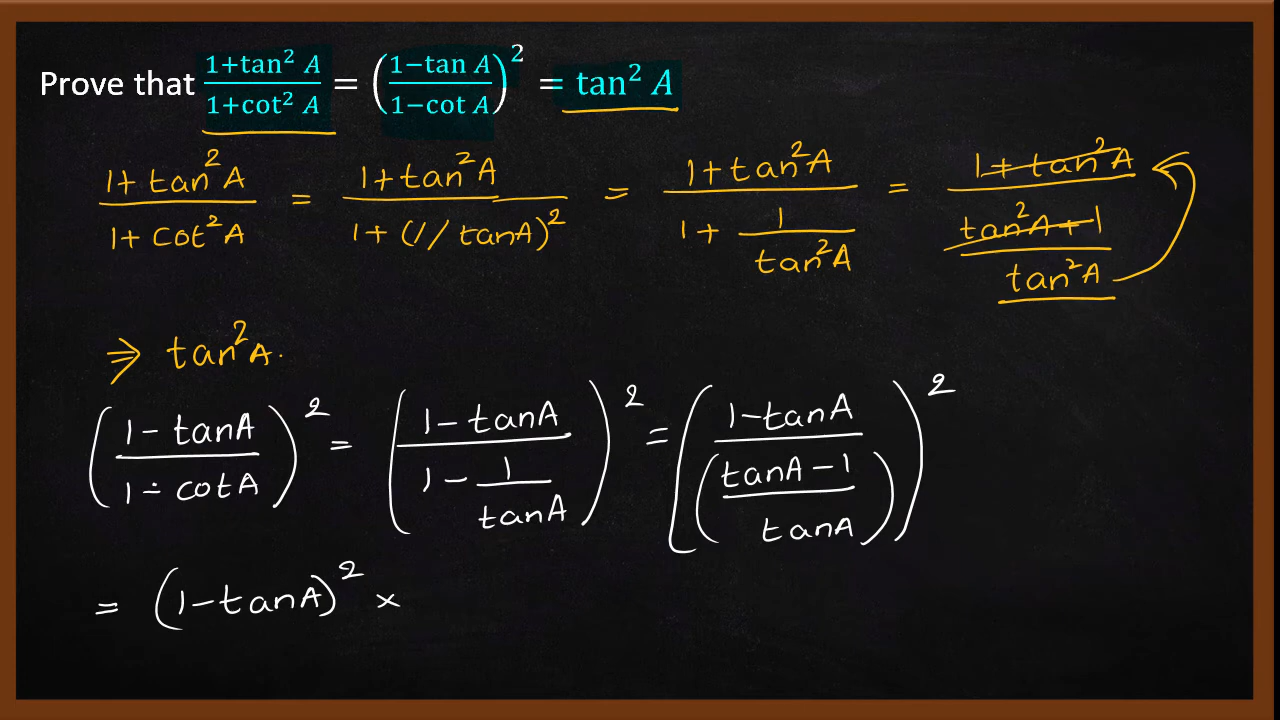 Prove that (1+tan² A)/(1+cot² A) = ((1−tan A)/(1−cot A))² = tan² A
(1+tan²A)/(1+cot²A) = (1+tan²A)/(1+(1/tanA)²) = (1+tan²A)/(1+1/tan²A) = (1+tan²A)/((tan²A+1)/tan²A)
⇒ tan²A.
((1−tanA)/(1−cotA))² = ((1−tanA)/(1−1/tanA))² = ((1−tanA)/((tanA−1)/tanA))²
= (1−tanA)² ×